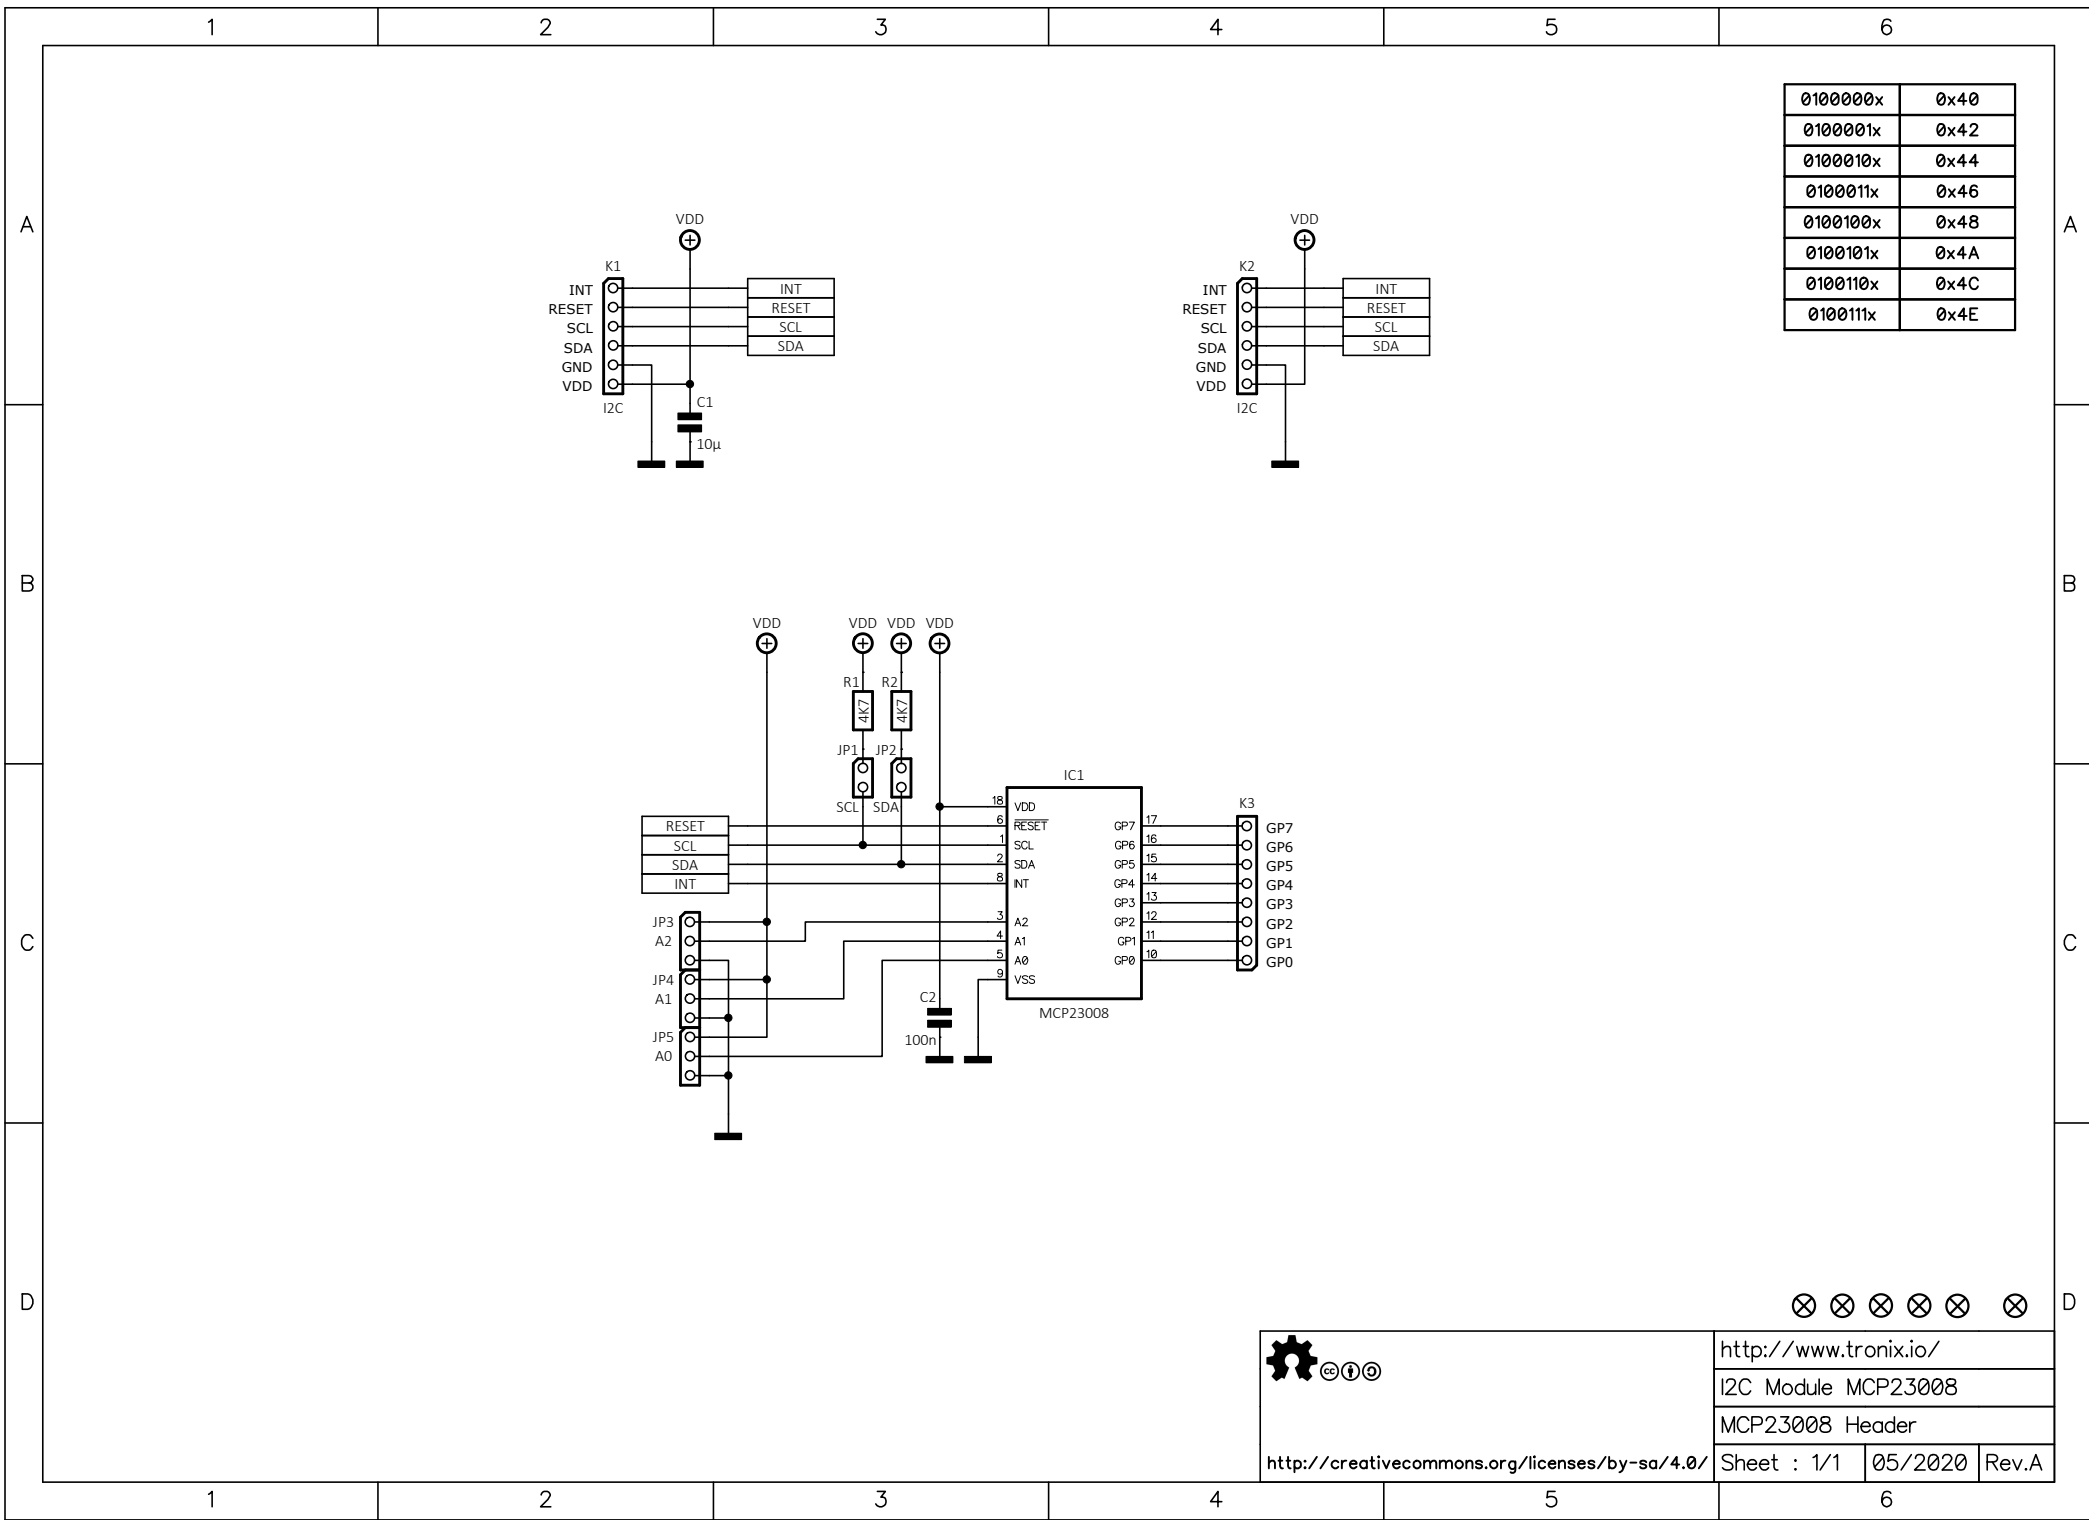 1 2 3 4 5 6
0100000x 0x40
0100001x 0x42
0100010x 0x44
0100011x 0x46
0100100x 0x48
0100101x 0x4A
0100110x 0x4C
0100111x 0x4E
A A
VDD VDD
K1 K2
INT INT INT INT
RESET RESET RESET RESET
SCL SCL SCL SCL
SDA SDA SDA SDA
GND GND
VDD VDD
I2C C1 I2C
10µ
B B
VDD VDD VDD VDD
R1 R2
4K7 4K7
JP1 JP2
SCL SDA
IC1
K3
18 VDD
RESET 6 RESET GP7 17 GP7
SCL 1 SCL GP6 16 GP6
SDA 2 SDA GP5 15 GP5
INT 8 INT GP4 14 GP4
GP3 13 GP3
JP3 3 A2 GP2 12 GP2
A2 4 A1 GP1 11 GP1
5 A0 GP0 10 GP0
C C
JP4 9 VSS
A1 C2
MCP23008
JP5 100n
A0
D D
http://www.tronix.io/
cc
I2C Module MCP23008
MCP23008 Header
http://creativecommons.org/licenses/by-sa/4.0/ Sheet : 1/1 05/2020 Rev.A
1 2 3 4 5 6